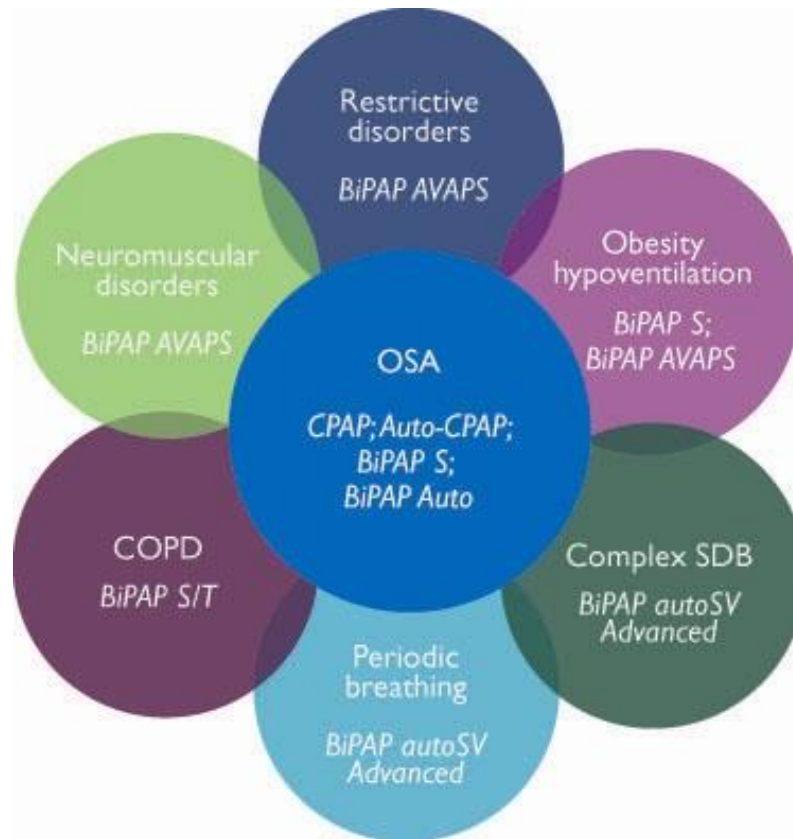 Restrictive
disorders
BiPAP AVAPS
Neuromuscular
disorders
BiPAP AVAPS
Obesity
hypoventilation
BiPAP S;
BiPAP AVAPS
OSA
CPAP; Auto-CPAP;
BiPAP S;
BiPAP Auto
COPD
BiPAP S/T
Complex SDB
BiPAP autoSV
Advanced
Periodic
breathing
BiPAP autoSV
Advanced